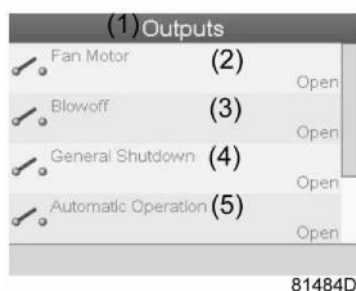 (1) Outputs
Fan Motor (2)
Open
Blowoff (3)
Open
General Shutdown (4)
Open
Automatic Operation (5)
Open
81484D